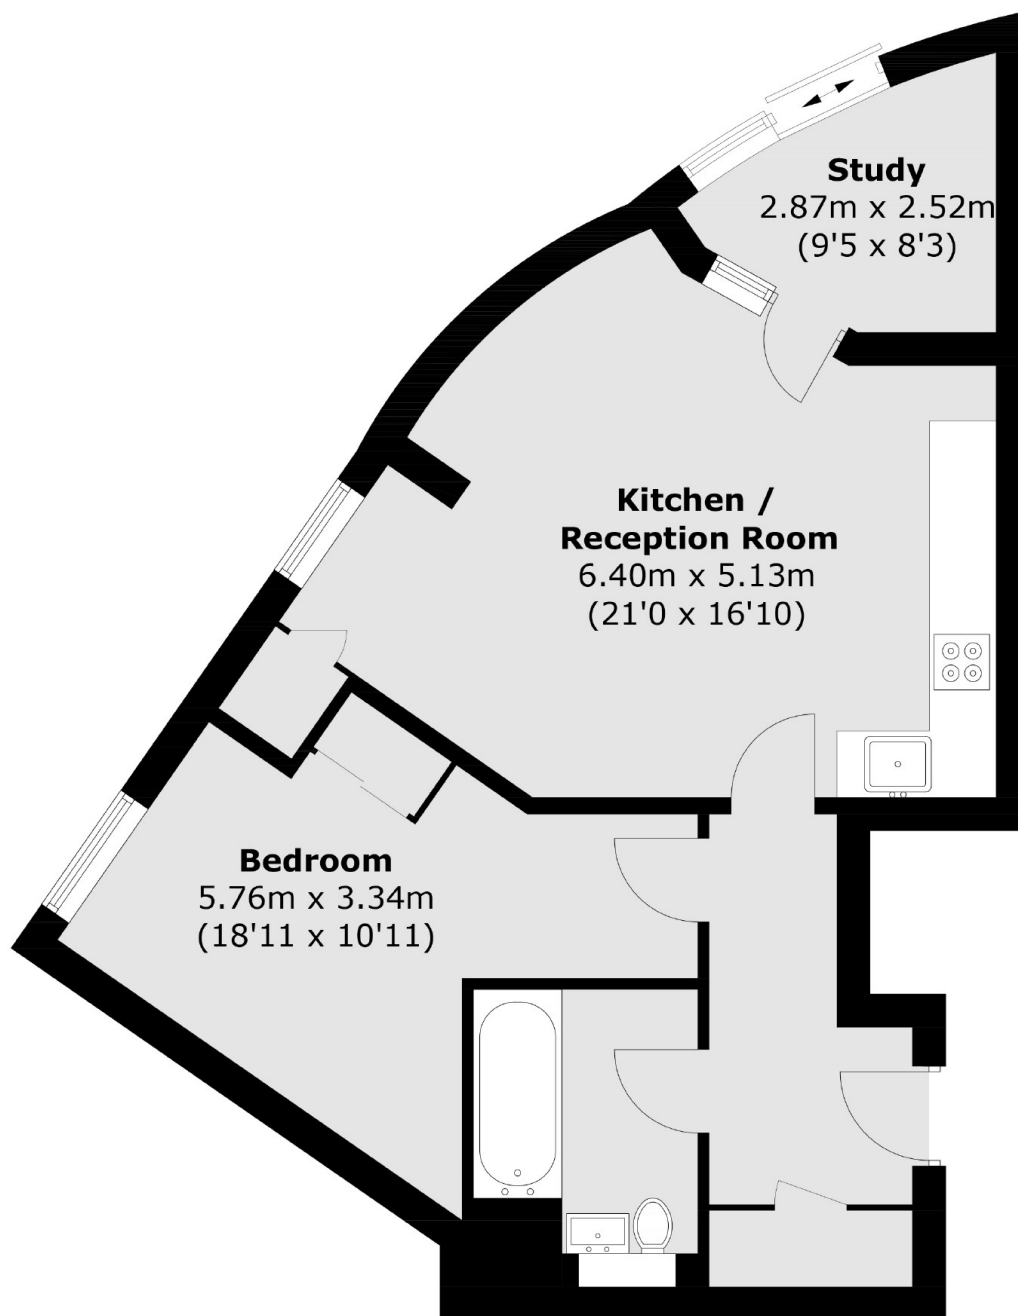 Study
2.87m x 2.52m
(9'5 x 8'3)
Kitchen /
Reception Room
6.40m x 5.13m
(21'0 x 16'10)
Bedroom
5.76m x 3.34m
(18'11 x 10'11)